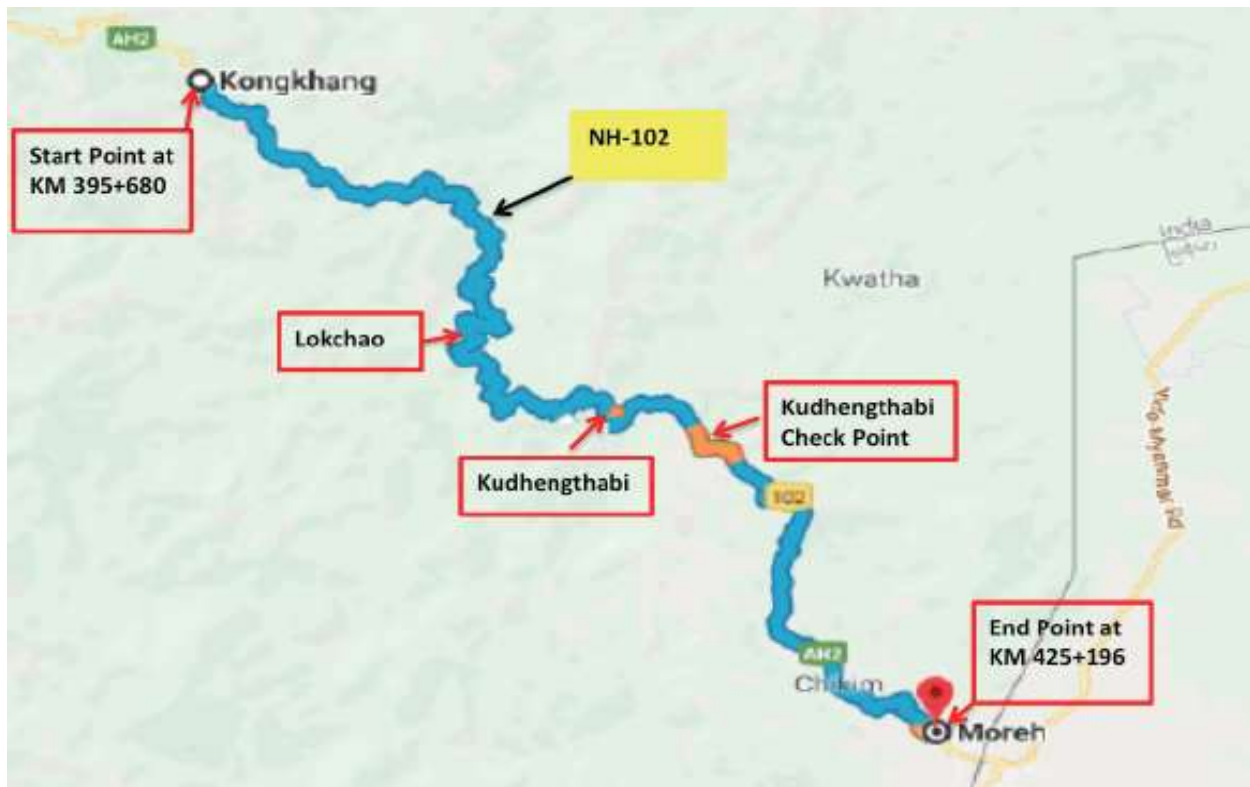 AH2
Kongkhang
Start Point at
KM 395+680
NH-102
India
Kwatha
Lokchao
Kudhengthabi
Check Point
Kudhengthabi
102
End Point at
KM 425+196
AH2
Moreh